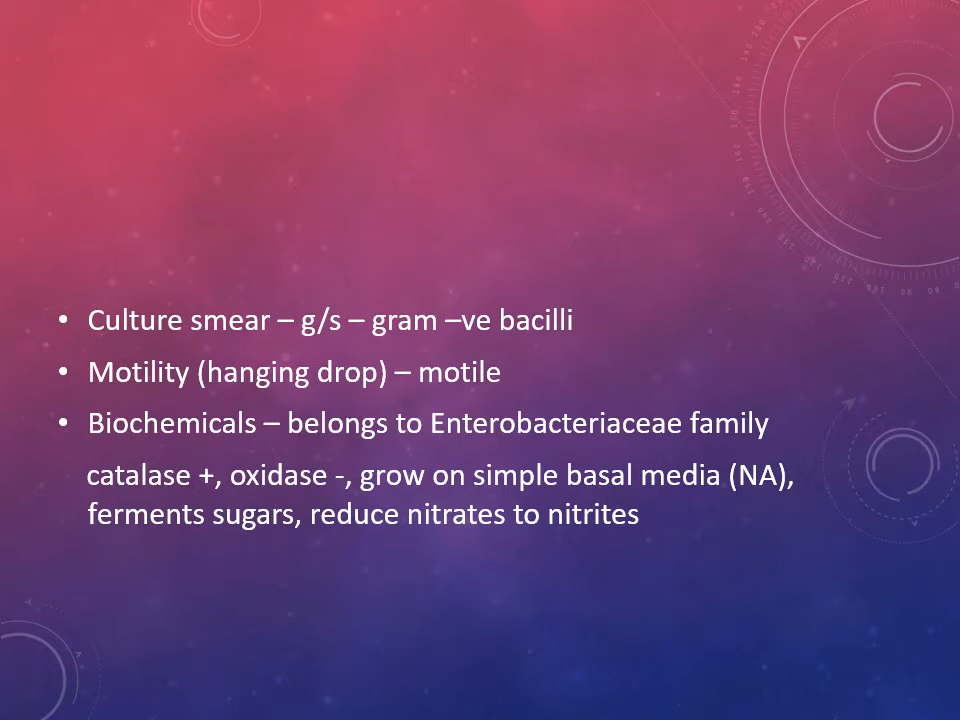 • Culture smear – g/s – gram –ve bacilli
• Motility (hanging drop) – motile
• Biochemicals – belongs to Enterobacteriaceae family
catalase +, oxidase -, grow on simple basal media (NA),
ferments sugars, reduce nitrates to nitrites